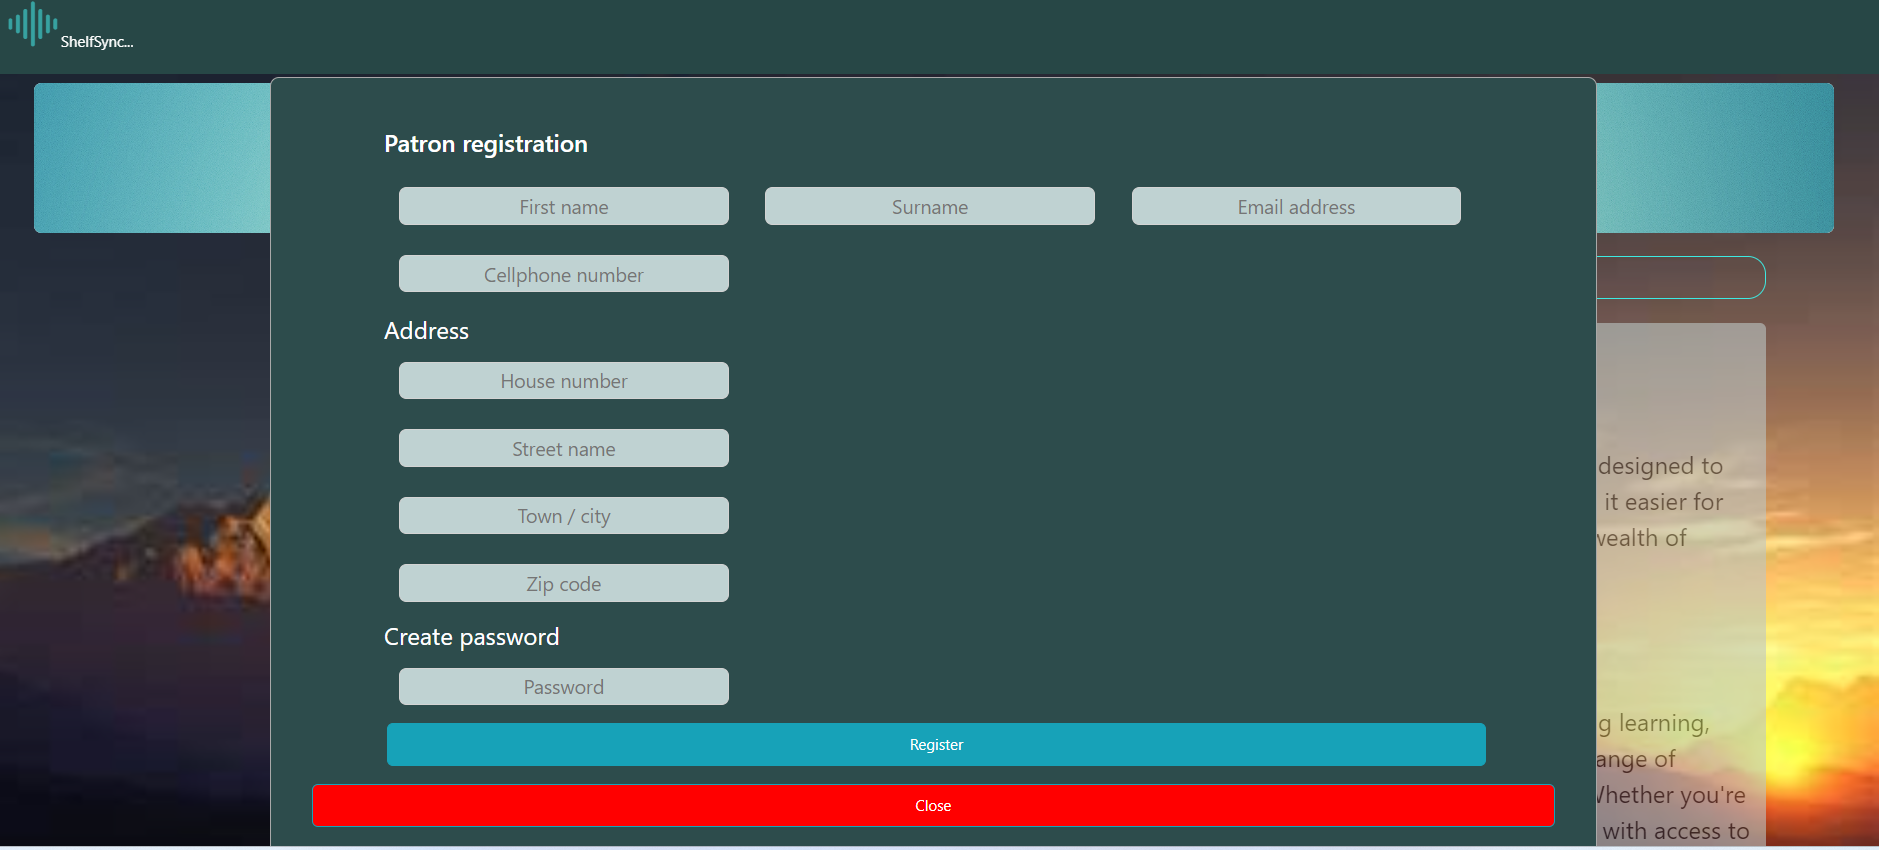 ShelfSync...
Patron registration
First name
Surname
Email address
Cellphone number
Address
House number
Street name
Town / city
Zip code
Create password
Password
Register
Close
designed to
it easier for
wealth of
g learning,
ange of
Whether you're
with access to